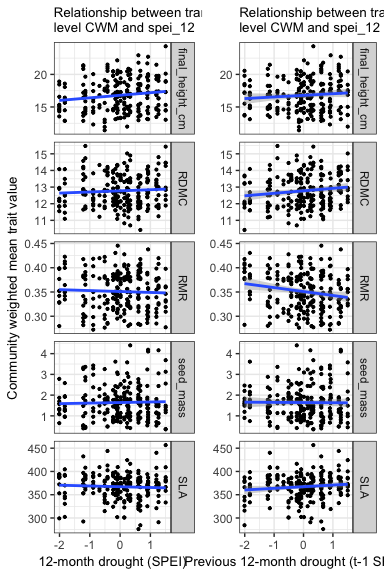 Relationship between tra
level CWM and spei_12
Relationship between tra
level CWM and spei_12
Community weighted mean trait value
20
15
final_height_cm
final_height_cm
15
14
13
12
11
RDMC
15
14
13
12
11
RDMC
0.45
0.40
0.35
0.30
RMR
0.45
0.40
0.35
0.30
RMR
4
3
2
1
seed_mass
4
3
2
1
seed_mass
450
400
350
300
SLA
450
400
350
300
SLA
-2 -1 0 1
-2 -1 0 1
12-month drought (SPEI)
Previous 12-month drought (t-1 SI